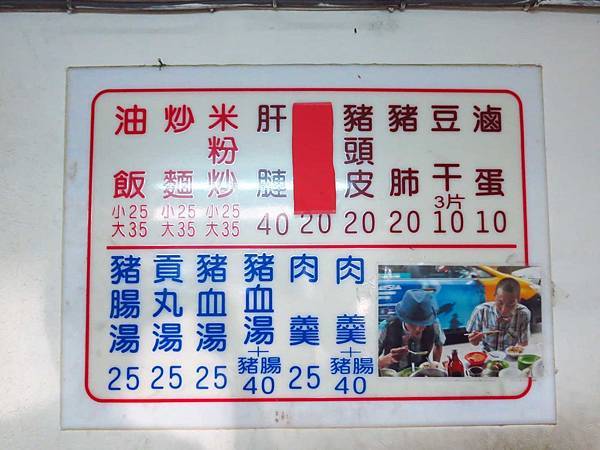 油飯 小25 大35
炒麵 小25 大35
米粉炒 小25 大35
肝腱 40
20
豬頭皮 20
豬肺 20
豆干 3片 10
滷蛋 10
豬腸湯 25
貢丸湯 25
豬血湯 25
豬血湯+豬腸 40
肉羹 25
肉羹+豬腸 40